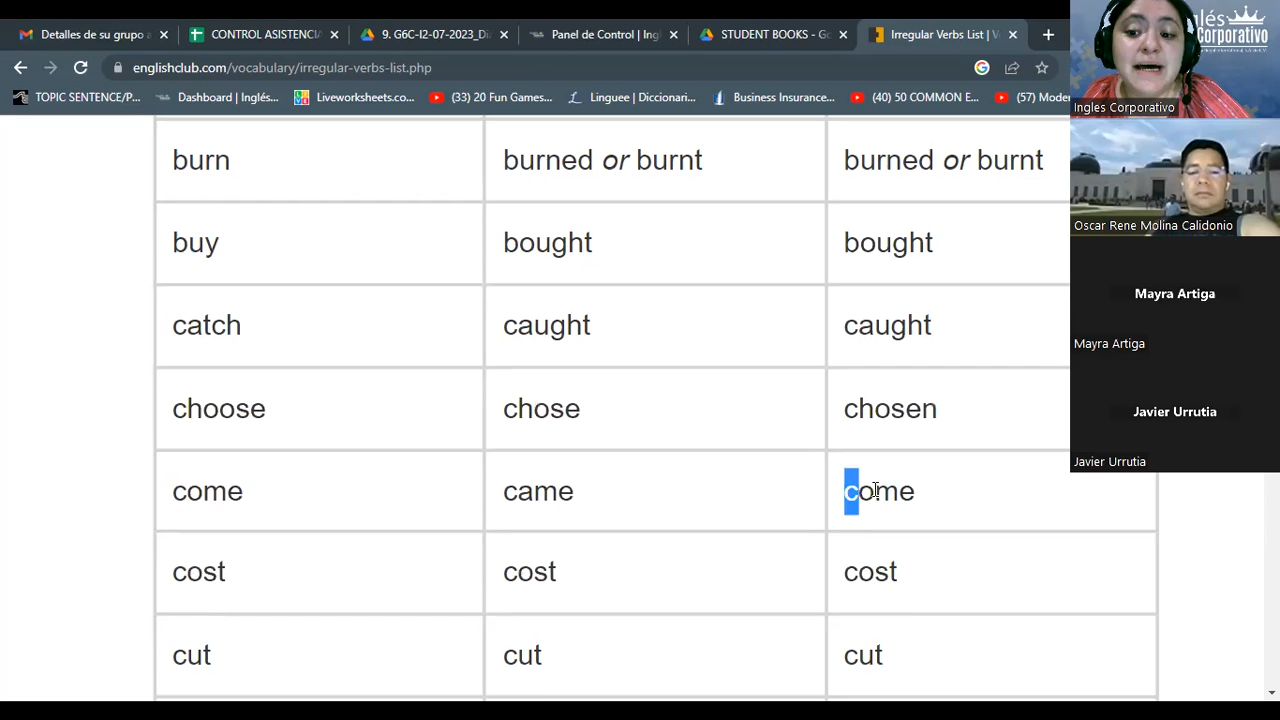 Detalles de su grupo a
CONTROL ASISTENCIA
9. G6C-I2-07-2023_D
Panel de Control | Ingl
STUDENT BOOKS - Go
Irregular Verbs List | V
englishclub.com/vocabulary/irregular-verbs-list.php
TOPIC SENTENCE/P...
Dashboard | Inglés...
Liveworksheets.co...
(33) 20 Fun Games...
Linguee | Diccionari...
Business Insurance...
(40) 50 COMMON E...
(57) Mode
burn burned or burnt burned or burnt
buy bought bought
catch caught caught
choose chose chosen
come came come
cost cost cost
cut cut cut
Ingles Corporativo
Oscar Rene Molina Calidonio
Mayra Artiga
Mayra Artiga
Javier Urrutia
Javier Urrutia